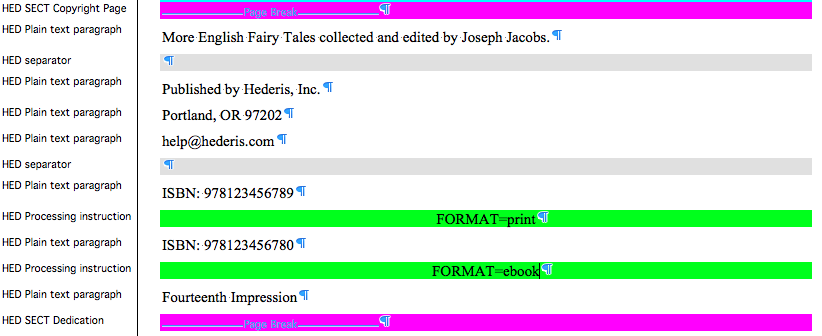 HED SECT Copyright Page Page Break ¶
HED Plain text paragraph More English Fairy Tales collected and edited by Joseph Jacobs. ¶
HED separator ¶
HED Plain text paragraph Published by Hederis, Inc. ¶
HED Plain text paragraph Portland, OR 97202 ¶
HED Plain text paragraph help@hederis.com ¶
HED separator ¶
HED Plain text paragraph ISBN: 978123456789 ¶
HED Processing instruction FORMAT=print ¶
HED Plain text paragraph ISBN: 978123456780 ¶
HED Processing instruction FORMAT=ebook ¶
HED Plain text paragraph Fourteenth Impression ¶
HED SECT Dedication Page Break ¶